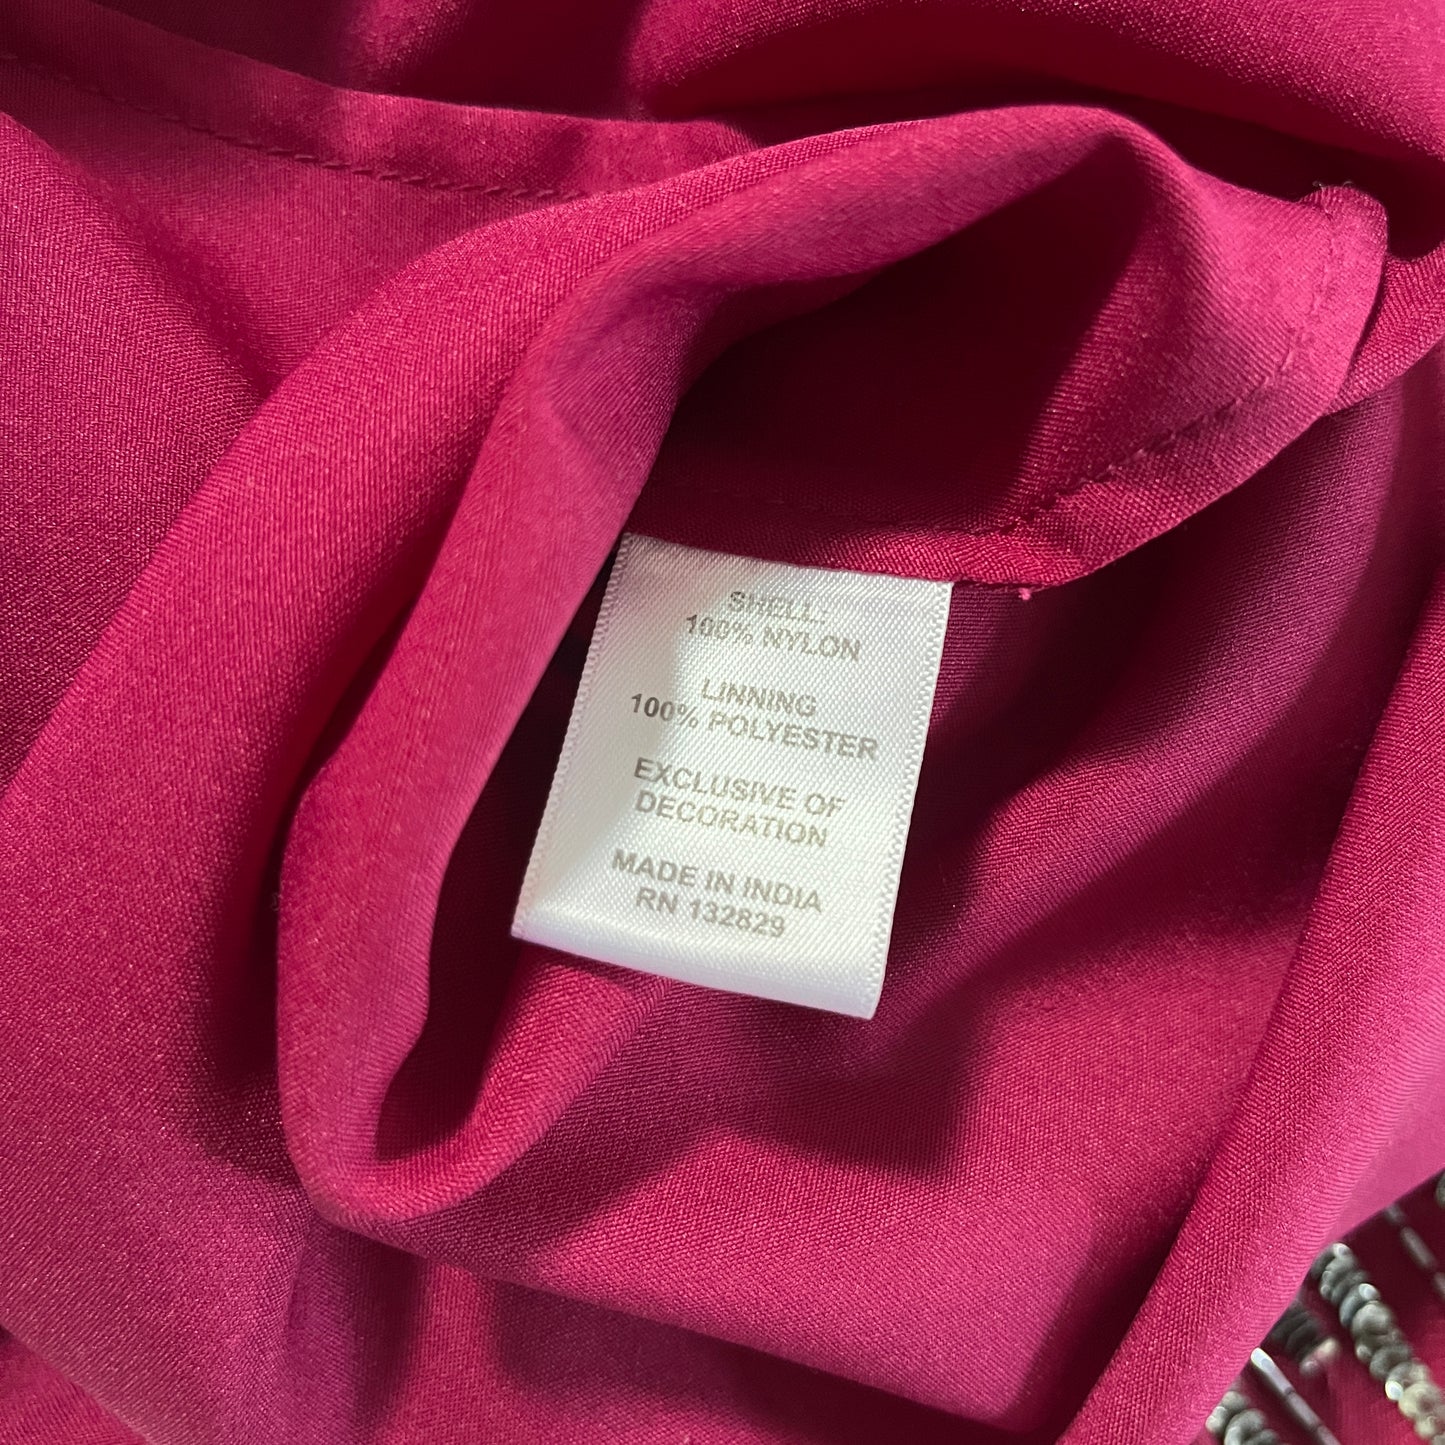 SHELL:
100% NYLON
LINNING
100% POLYESTER
EXCLUSIVE OF
DECORATION
MADE IN INDIA
RN 132829